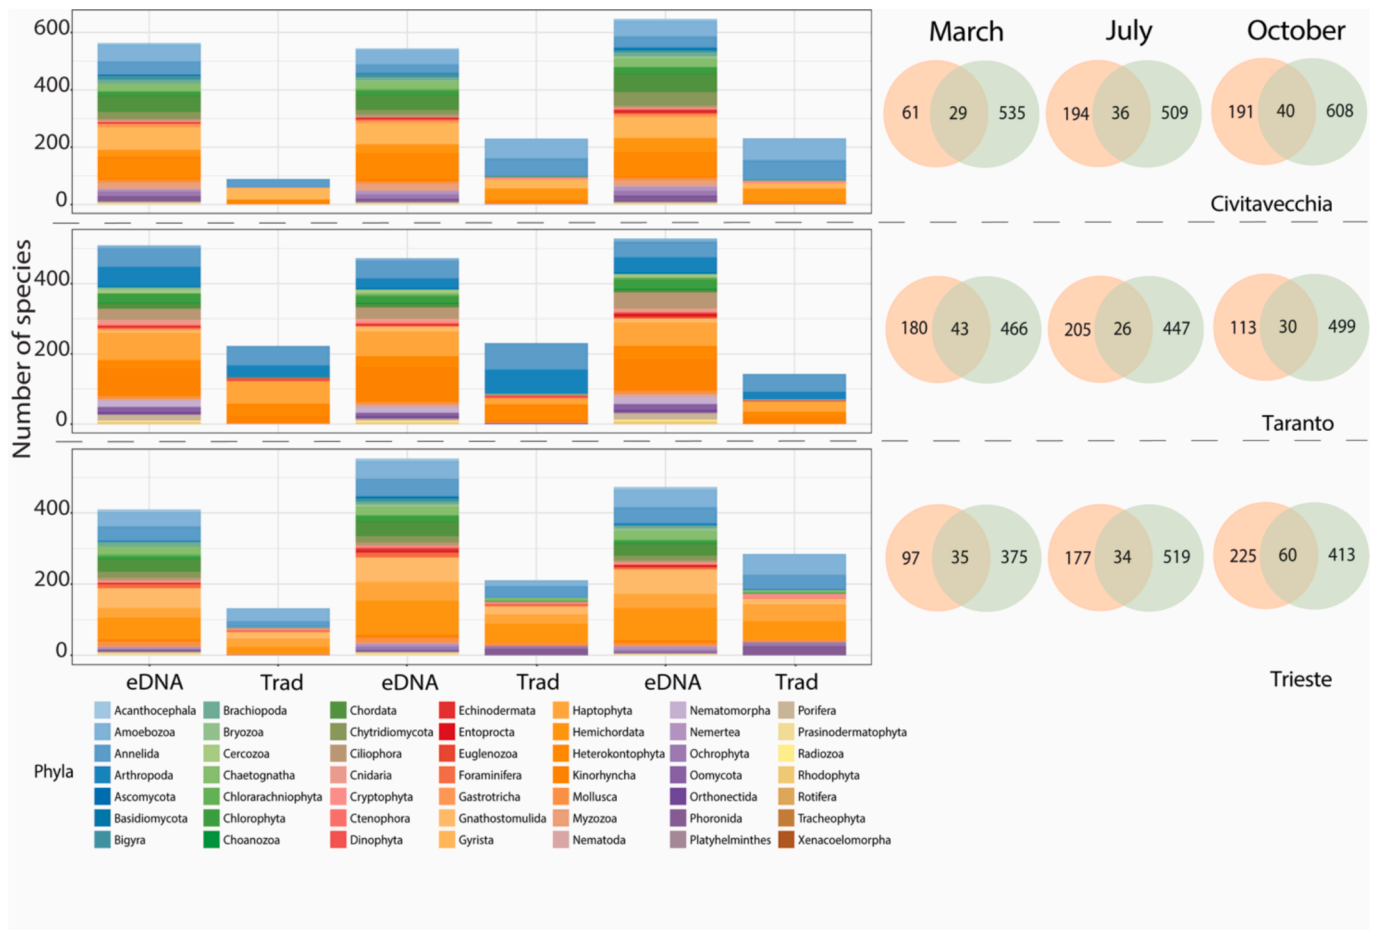 March July October
600
400
200
0
61 29 535
194 36 509
191 40 608
Civitavecchia
Number of species
400
200
0
180 43 466
205 26 447
113 30 499
Taranto
400
200
0
97 35 375
177 34 519
225 60 413
Trieste
eDNA Trad eDNA Trad eDNA Trad
Phyla
Acanthocephala Brachiopoda Chordata Echinodermata Haptophyta Nematomorpha Porifera
Amoebozoa Bryozoa Chytridiomycota Entoprocta Hemichordata Nemertea Prasinodermatophyta
Annelida Cercozoa Ciliophora Euglenozoa Heterokontophyta Ochrophyta Radiozoa
Arthropoda Chaetognatha Cnidaria Foraminifera Kinorhyncha Oomycota Rhodophyta
Ascomycota Chlorarachniophyta Cryptophyta Gastrotricha Mollusca Orthonectida Rotifera
Basidiomycota Chlorophyta Ctenophora Gnathostomulida Myzozoa Phoronida Tracheophyta
Bigyra Choanozoa Dinophyta Gyrista Nematoda Platyhelminthes Xenacoelomorpha